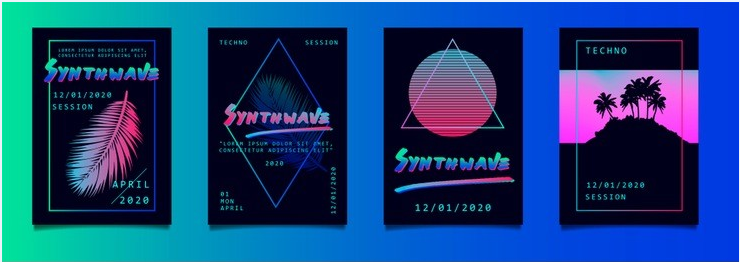 LOREM IPSUM DOLOR SIT AMET,
CONSECTETUR ADIPISCING ELIT
SYNTHWAVE
12/01/2020
SESSION
APRIL
2020
TECHNO
SESSION
SYNTHWAVE
"LOREM IPSUM DOLOR SIT AMET,
CONSECTETUR ADIPISCING ELIT"
2020
01
MON
APRIL
12/01/2020
SYNTHWAVE
12/01/2020
TECHNO
12/01/2020
SESSION